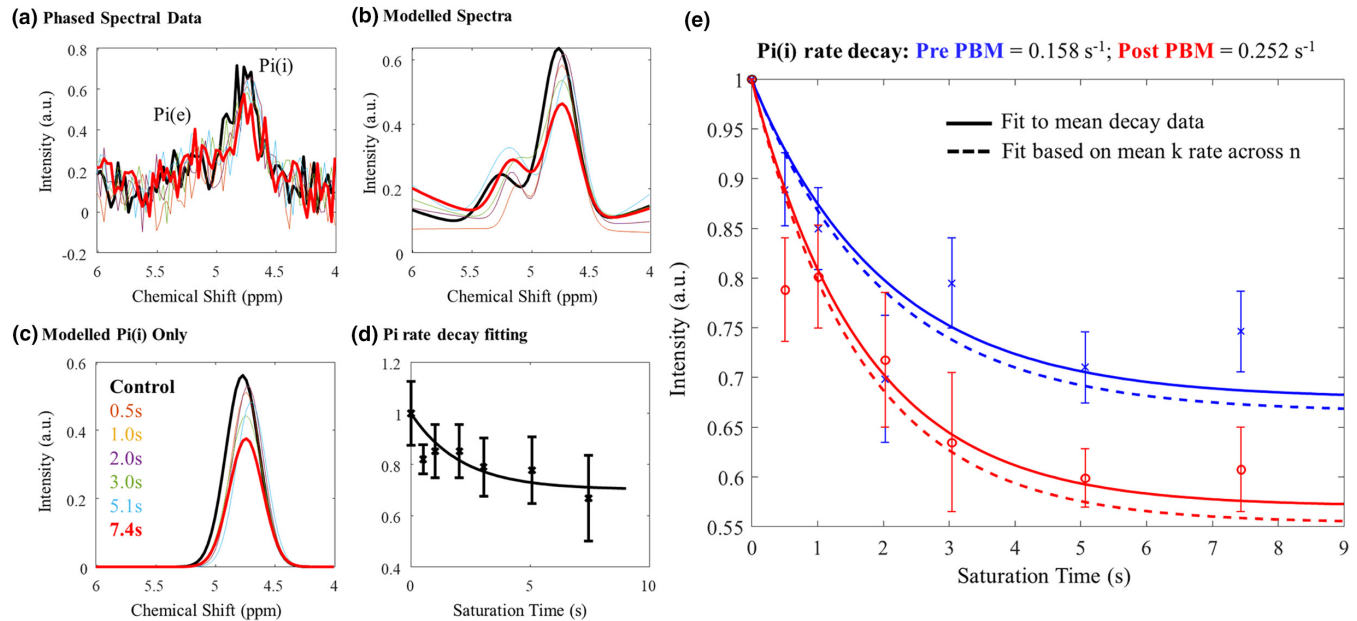 (a) Phased Spectral Data
0.8
0.6
0.4
0.2
0
-0.2
Intensity (a.u.)
Pi(e)
Pi(i)
6
5.5
5
4.5
4
Chemical Shift (ppm)
(b) Modelled Spectra
0.6
0.4
0.2
0
Intensity (a.u.)
6
5.5
5
4.5
4
Chemical Shift (ppm)
(c) Modelled Pi(i) Only
0.6
0.4
0.2
0
Intensity (a.u.)
Control
0.5s
1.0s
2.0s
3.0s
5.1s
7.4s
6
5.5
5
4.5
4
Chemical Shift (ppm)
(d) Pi rate decay fitting
1.2
1
0.8
0.6
0.4
Intensity (a.u.)
0
5
10
Saturation Time (s)
(e)
Pi(i) rate decay: Pre PBM = 0.158 s⁻¹; Post PBM = 0.252 s⁻¹
Fit to mean decay data
Fit based on mean k rate across n
1
0.95
0.9
0.85
0.8
0.75
0.7
0.65
0.6
0.55
Intensity (a.u.)
0
1
2
3
4
5
6
7
8
9
Saturation Time (s)